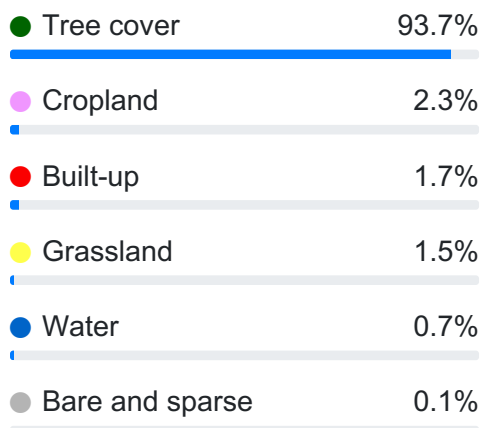 Tree cover 93.7%
Cropland 2.3%
Built-up 1.7%
Grassland 1.5%
Water 0.7%
Bare and sparse 0.1%